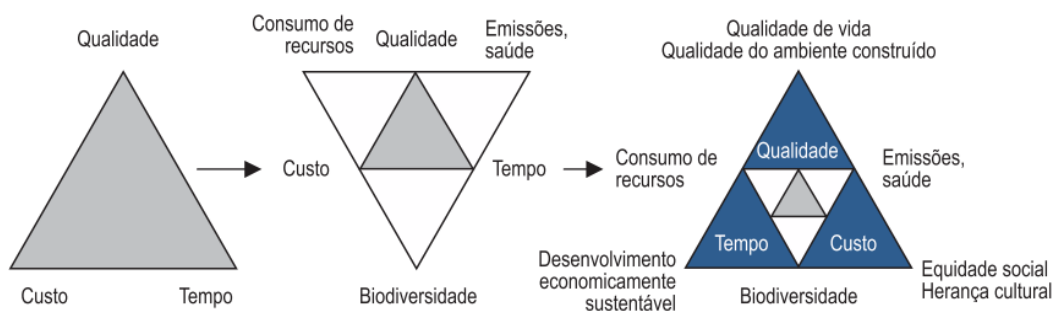 Qualidade
Custo
Tempo
Consumo de
recursos
Qualidade
Emissões,
saúde
Custo
Tempo
Biodiversidade
Qualidade de vida
Qualidade do ambiente construído
Consumo de
recursos
Qualidade
Emissões,
saúde
Tempo
Custo
Desenvolvimento
economicamente
sustentável
Biodiversidade
Equidade social
Herança cultural